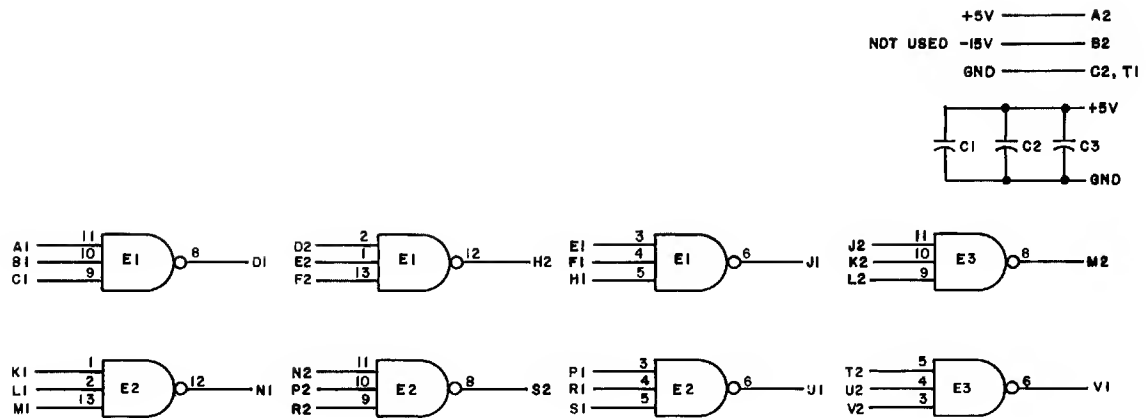 +5V A2
NDT USED -15V B2
GND C2, T1
+5V
C1 C2 C3
GND
A1 11
B1 10 E1 8 D1
C1 9
D2 2
E2 1 E1 12 H2
F2 13
E1 3
F1 4 E1 6 J1
H1 5
J2 11
K2 10 E3 8 M2
L2 9
K1 1
L1 2 E2 12 N1
M1 13
N2 11
P2 10 E2 8 S2
R2 9
P1 3
R1 4 E2 6 U1
S1 5
T2 5
U2 4 E3 6 V1
V2 3